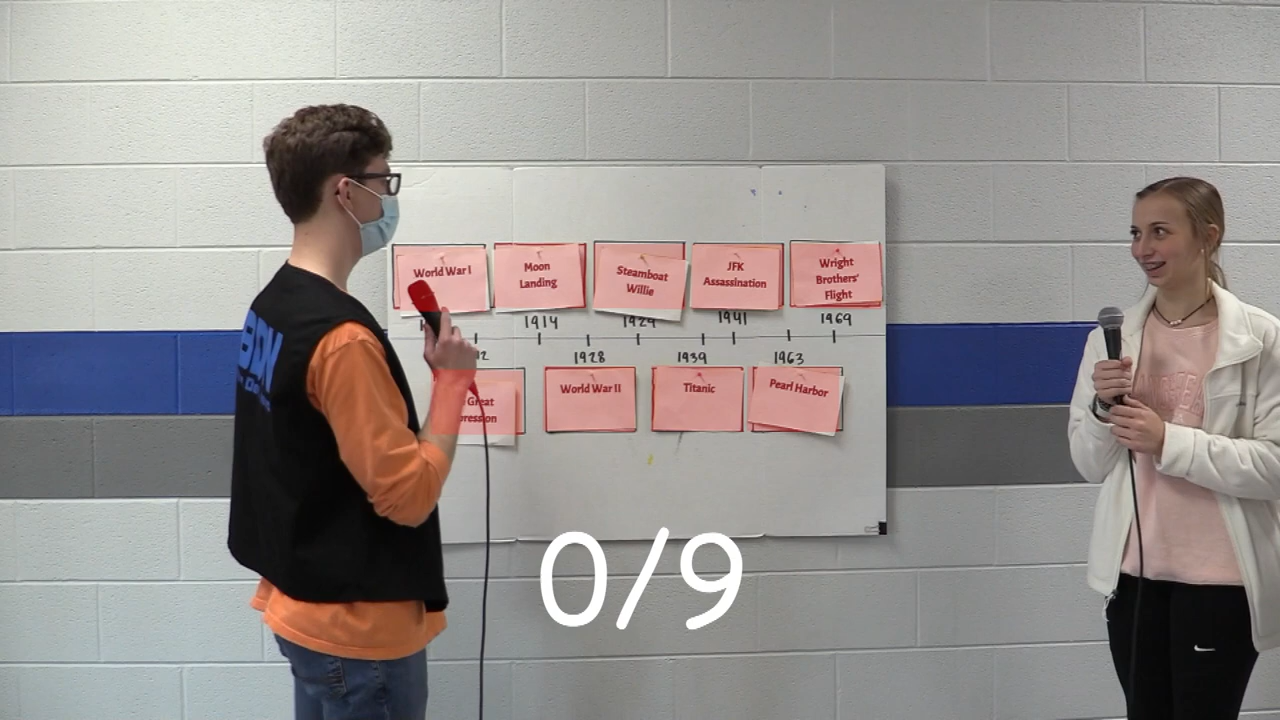 World War I
Moon
Landing
Steamboat
Willie
JFK
Assassination
Wright
Brothers'
Flight
1914
1929
1941
1969
1928
1939
1963
Great
World War II
Titanic
Pearl Harbor
0/9